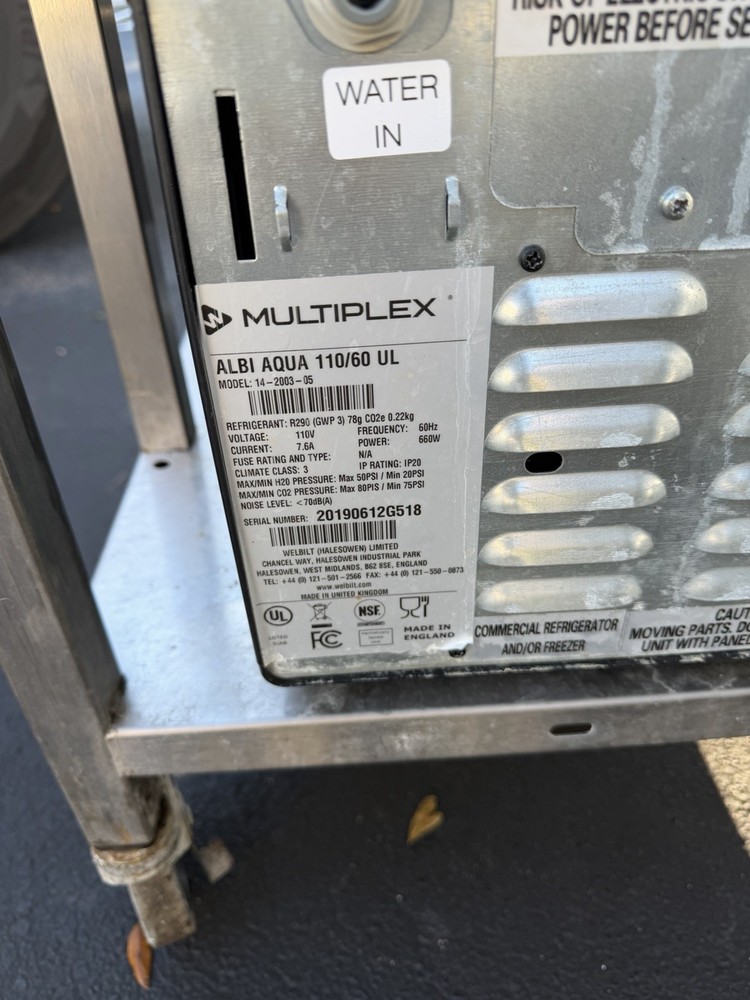 POWER BEFORE
WATER
IN
MULTIPLEX
ALBI AQUA 110/60 UL
MODEL: 14-2003-05
REFRIGERANT: R290 (GWP 3) 78g CO2e 0.22kg
VOLTAGE: 110V FREQUENCY: 60Hz
CURRENT: 7.6A POWER: 660W
FUSE RATING AND TYPE: N/A
CLIMATE CLASS: 3 IP RATING: IP20
MAX/MIN H2O PRESSURE: Max 50PSI / Min 20PSI
MAX/MIN CO2 PRESSURE: Max 80PIS / Min 75PSI
NOISE LEVEL: <70dB(A)
SERIAL NUMBER: 20190612G518
WELBILT (HALESOWEN) LIMITED
CHANCEL WAY, HALESOWEN INDUSTRIAL PARK
HALESOWEN, WEST MIDLANDS, B62 8SE, ENGLAND
TEL: +44 (0) 121-501-2566 FAX: +44 (0) 121-550-0873
www.welbilt.com
MADE IN UNITED KINGDOM
UL NSF
FC MADE IN
ENGLAND
COMMERCIAL REFRIGERATOR
AND/OR FREEZER
CAUT
MOVING PARTS. DO
UNIT WITH PANEL